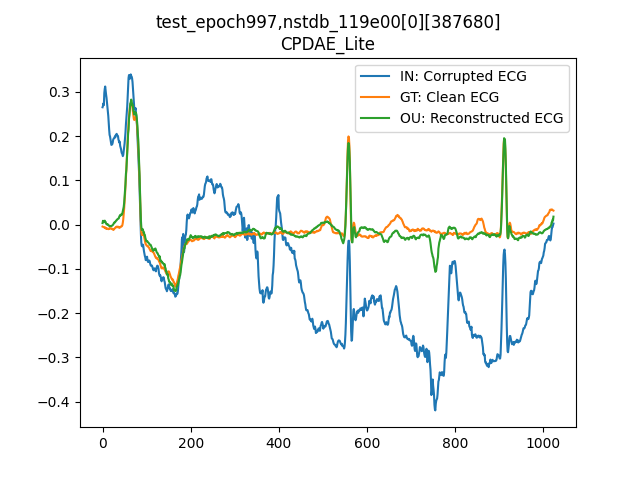 test_epoch997,nstdb_119e00[0][387680]
CPDAE_Lite
IN: Corrupted ECG
GT: Clean ECG
OU: Reconstructed ECG
0.3
0.2
0.1
0.0
−0.1
−0.2
−0.3
−0.4
0 200 400 600 800 1000